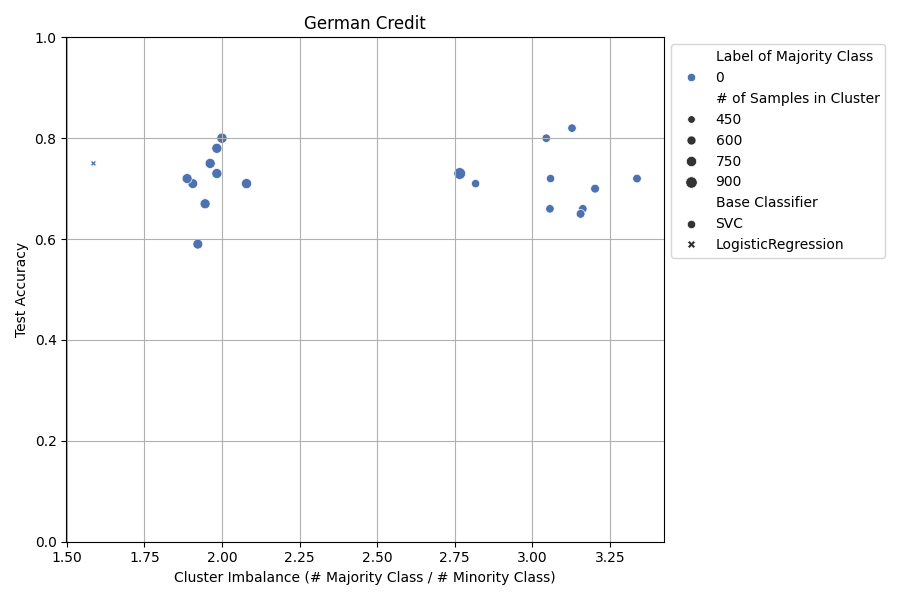 German Credit
1.0
0.8
0.6
0.4
0.2
0.0
Test Accuracy
1.50 1.75 2.00 2.25 2.50 2.75 3.00 3.25
Cluster Imbalance (# Majority Class / # Minority Class)
Label of Majority Class
0
# of Samples in Cluster
450
600
750
900
Base Classifier
SVC
LogisticRegression